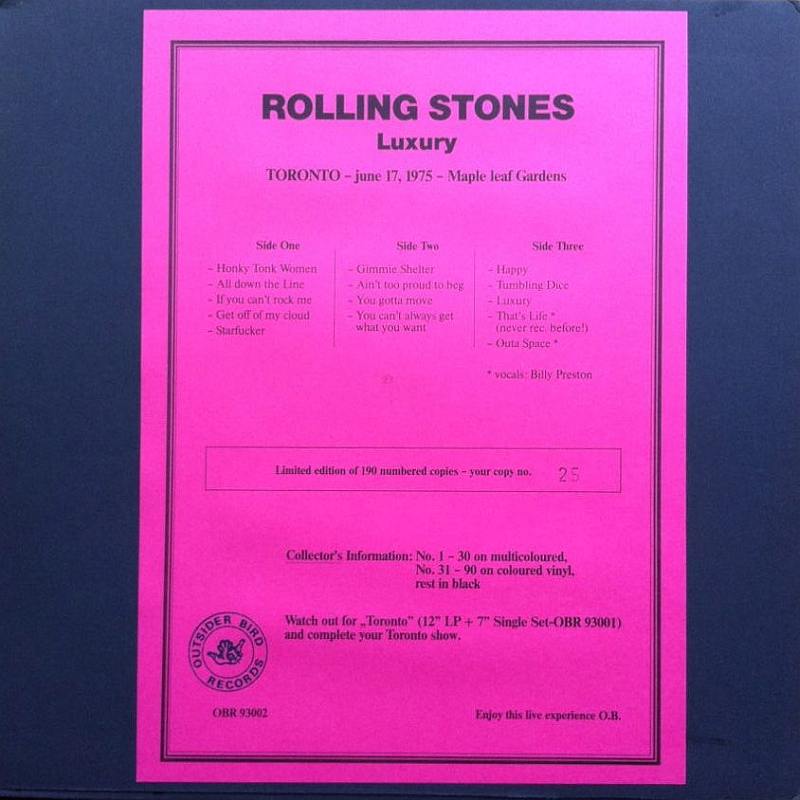 ROLLING STONES
Luxury
TORONTO – june 17, 1975 – Maple leaf Gardens
Side One
– Honky Tonk Women
– All down the Line
– If you can't rock me
– Get off of my cloud
– Starfucker
Side Two
– Gimmie Shelter
– Ain't too proud to beg
– You gotta move
– You can't always get
what you want
Side Three
– Happy
– Tumbling Dice
– Luxury
– That's Life *
(never rec. before!)
– Outa Space *
* vocals: Billy Preston
Limited edition of 190 numbered copies – your copy no. 25
Collector's Information: No. 1 – 30 on multicoloured,
No. 31 – 90 on coloured vinyl,
rest in black
Watch out for „Toronto” (12” LP + 7” Single Set-OBR 93001)
and complete your Toronto show.
OUTSIDER BIRD
RECORDS
OBR 93002
Enjoy this live experience O.B.